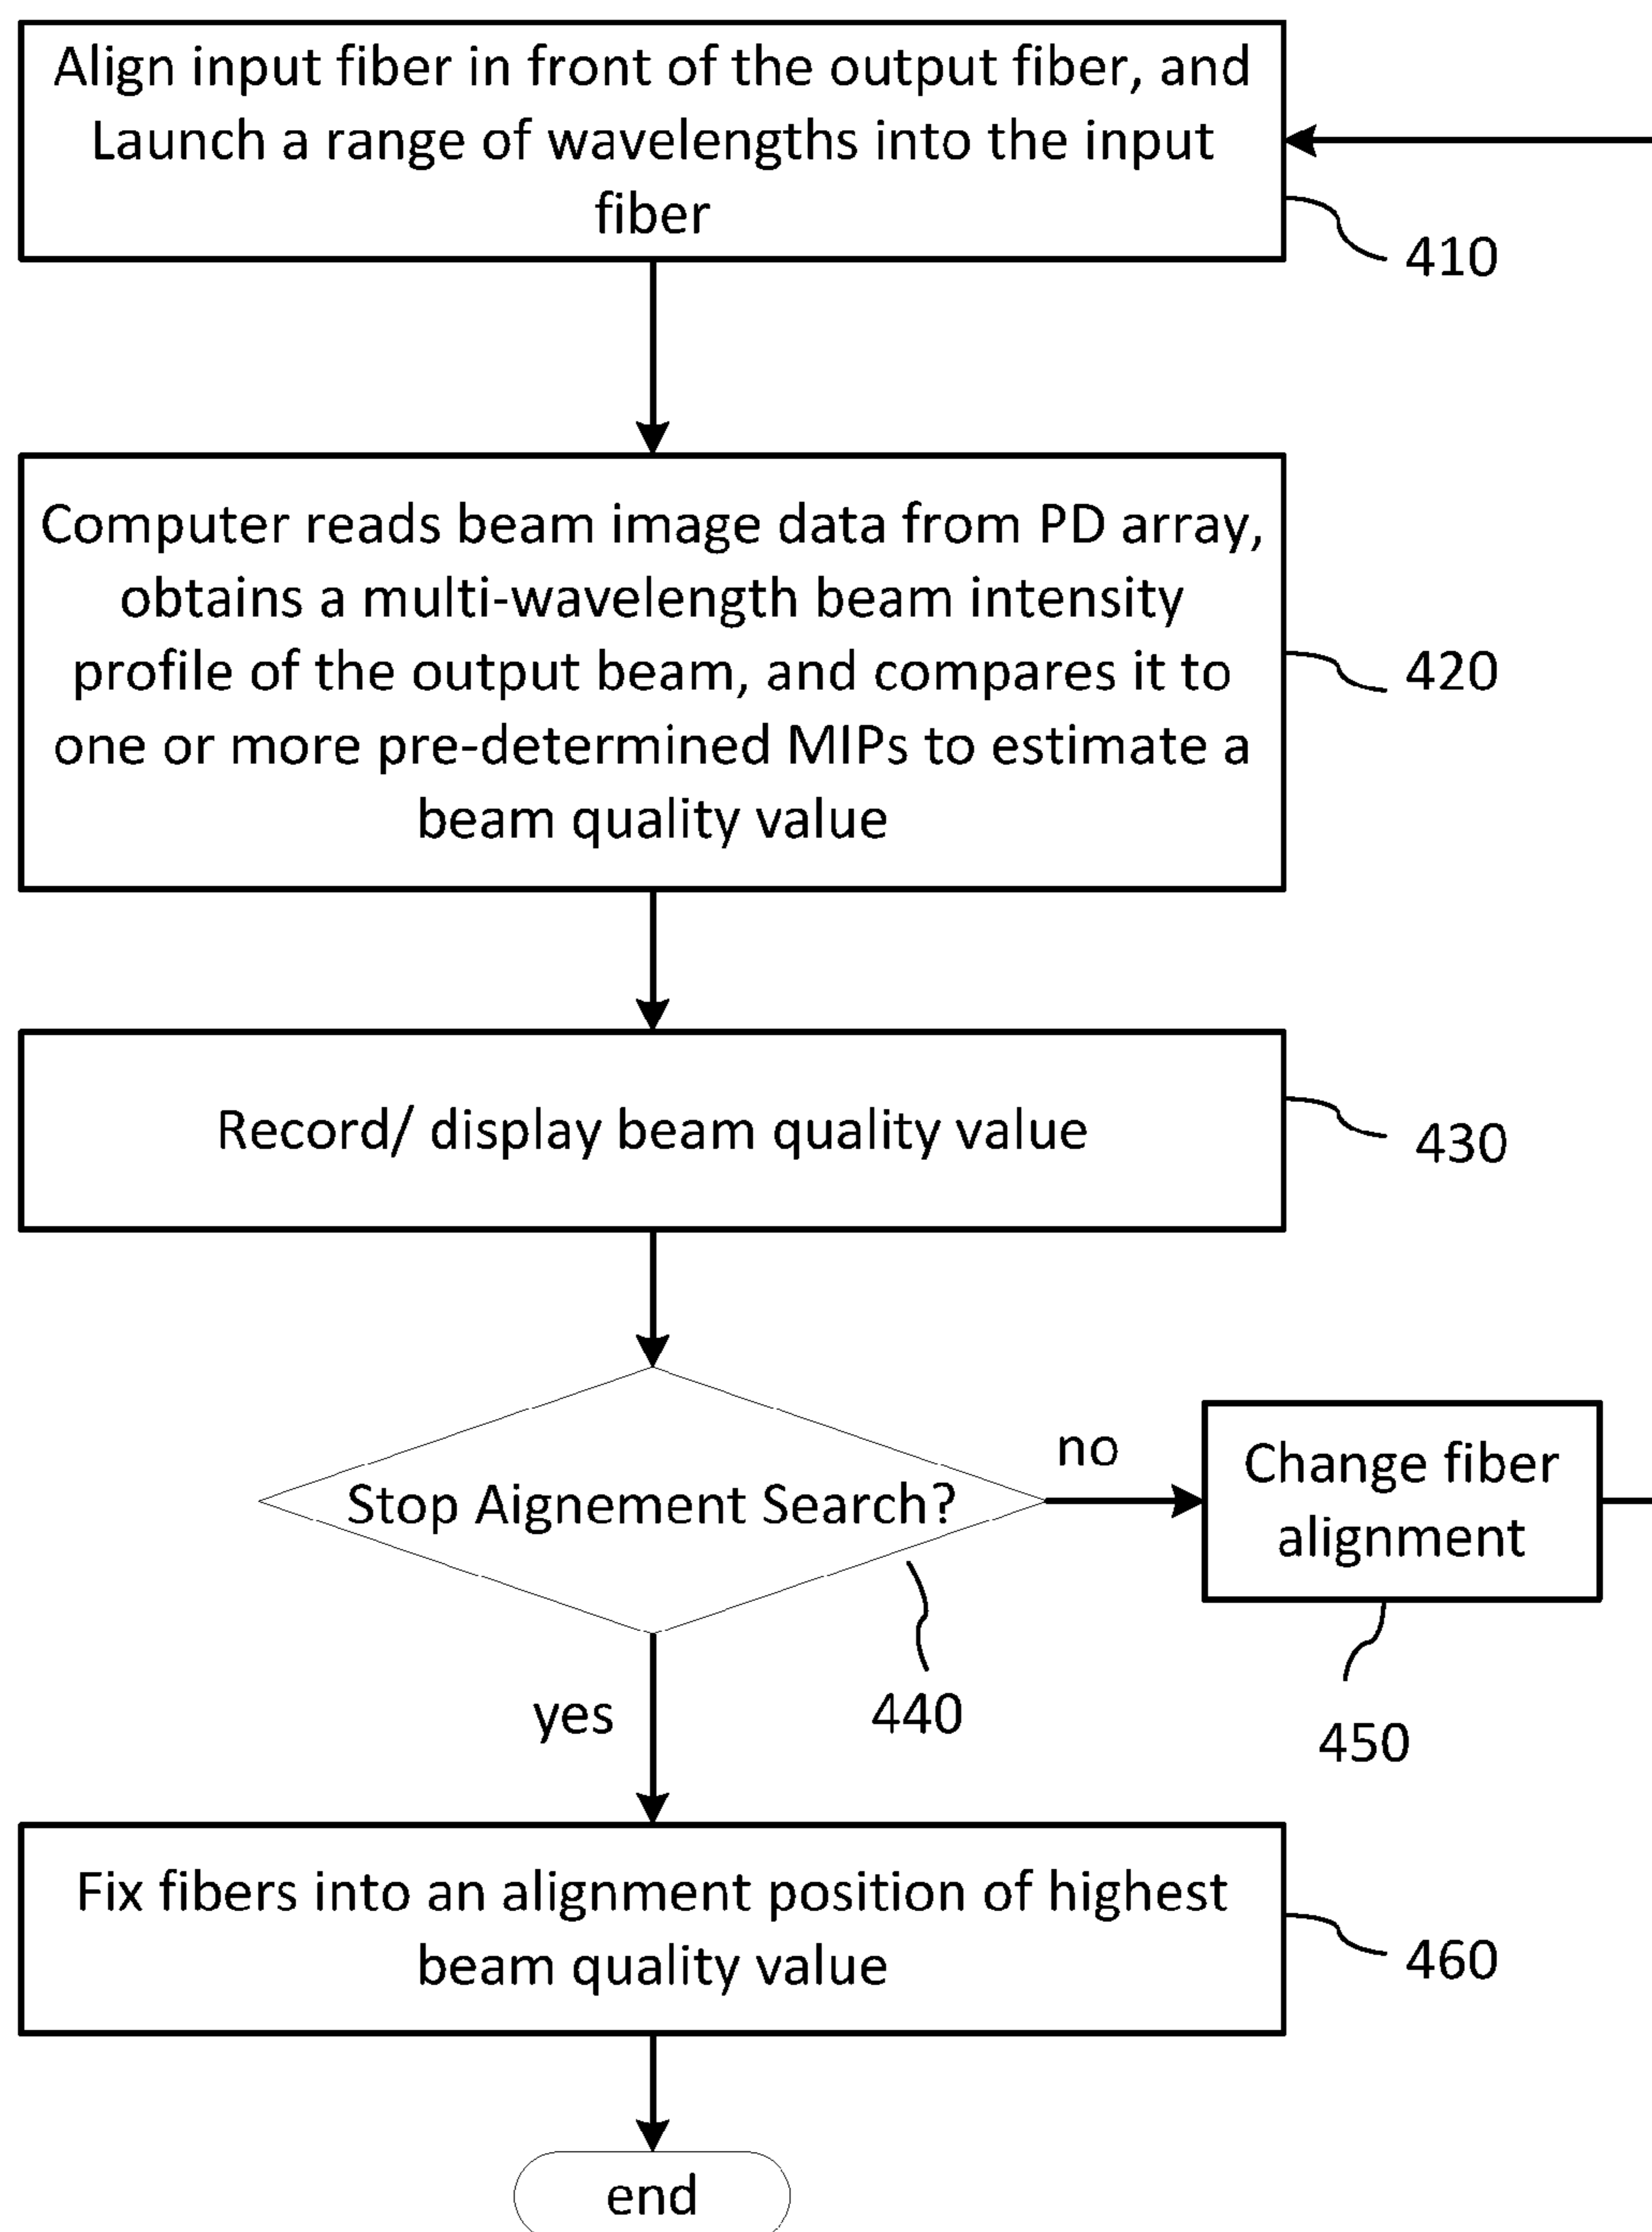 Align input fiber in front of the output fiber, and
Launch a range of wavelengths into the input
fiber
410
Computer reads beam image data from PD array,
obtains a multi-wavelength beam intensity
profile of the output beam, and compares it to
one or more pre-determined MIPs to estimate a
beam quality value
420
Record/ display beam quality value
430
Stop Aignement Search?
no
Change fiber
alignment
yes
440
450
Fix fibers into an alignment position of highest
beam quality value
460
end